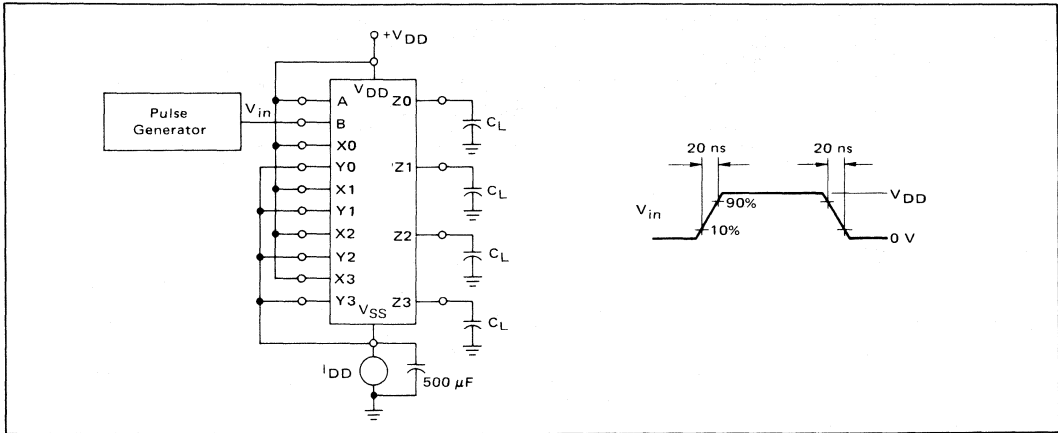 +VDD
VDD
Pulse
Generator
Vin
A
B
X0
Y0
X1
Y1
X2
Y2
X3
Y3
VSS
Z0
Z1
Z2
Z3
CL
CL
CL
CL
IDD
500 μF
20 ns
20 ns
Vin
90%
10%
VDD
0 V